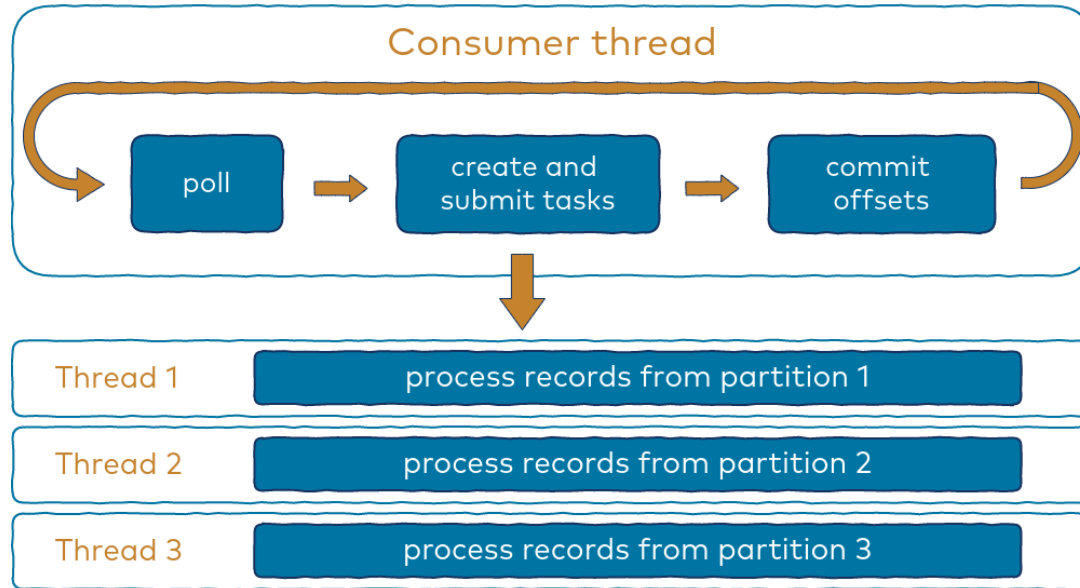 Consumer thread
poll
create and
submit tasks
commit
offsets
Thread 1
process records from partition 1
Thread 2
process records from partition 2
Thread 3
process records from partition 3